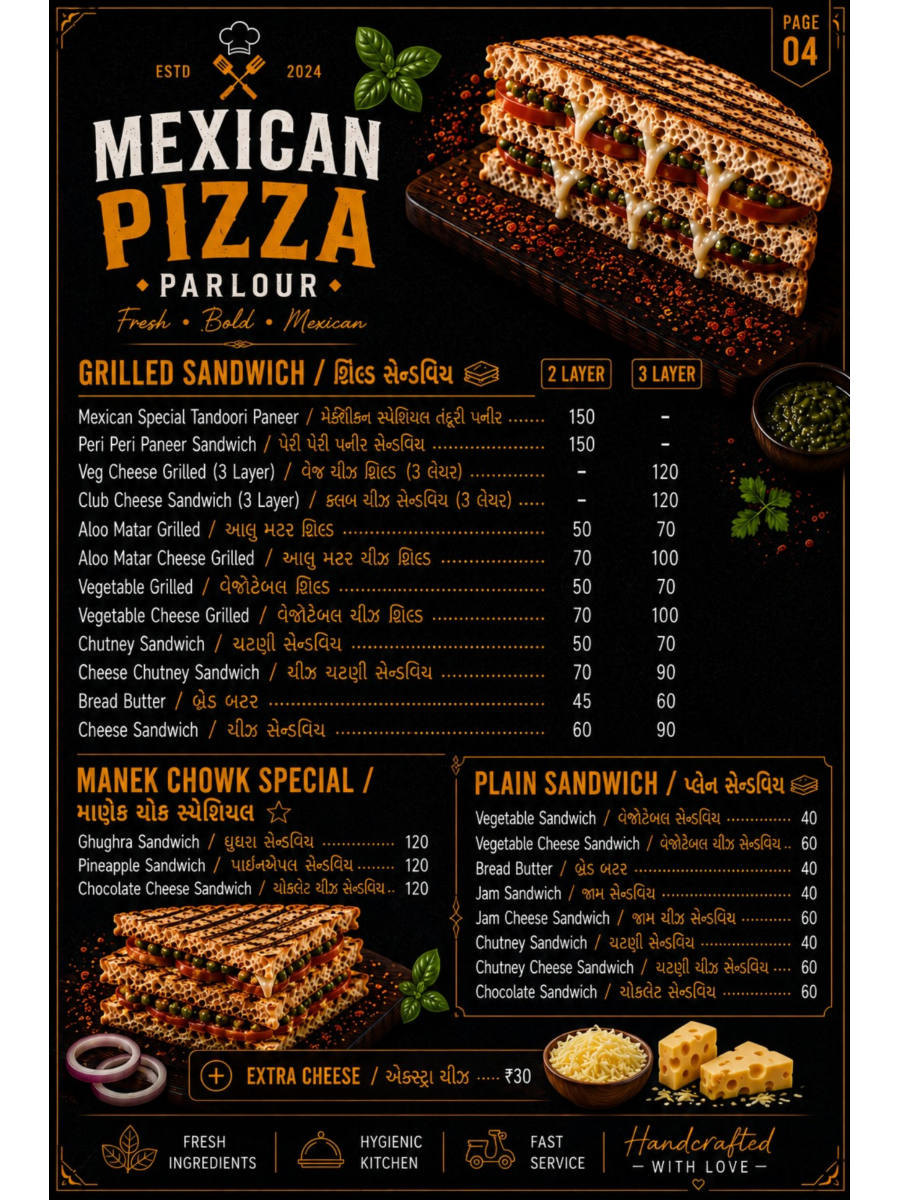 PAGE
04
ESTD 2024
MEXICAN
PIZZA
PARLOUR
Fresh • Bold • Mexican
GRILLED SANDWICH / ગ્રિલ્ડ સેન્ડવિચ 2 LAYER 3 LAYER
Mexican Special Tandoori Paneer / મેક્સીકન સ્પેશિયલ તંદૂરી પનીર ....... 150 –
Peri Peri Paneer Sandwich / પેરી પેરી પનીર સેન્ડવિચ ....... 150 –
Veg Cheese Grilled (3 Layer) / વેજ ચીઝ ગ્રિલ્ડ (3 લેયર) ....... – 120
Club Cheese Sandwich (3 Layer) / ક્લબ ચીઝ સેન્ડવિચ (3 લેયર) ..... – 120
Aloo Matar Grilled / આલુ મટર ગ્રિલ્ડ ....... 50 70
Aloo Matar Cheese Grilled / આલુ મટર ચીઝ ગ્રિલ્ડ ....... 70 100
Vegetable Grilled / વેજીટેબલ ગ્રિલ્ડ ....... 50 70
Vegetable Cheese Grilled / વેજીટેબલ ચીઝ ગ્રિલ્ડ ....... 70 100
Chutney Sandwich / ચટણી સેન્ડવિચ ....... 50 70
Cheese Chutney Sandwich / ચીઝ ચટણી સેન્ડવિચ ....... 70 90
Bread Butter / બ્રેડ બટર ....... 45 60
Cheese Sandwich / ચીઝ સેન્ડવિચ ....... 60 90
MANEK CHOWK SPECIAL /
માણેક ચોક સ્પેશિયલ
Ghughra Sandwich / ઘુઘરા સેન્ડવિચ ....... 120
Pineapple Sandwich / પાઈનએપલ સેન્ડવિચ ....... 120
Chocolate Cheese Sandwich / ચોકલેટ ચીઝ સેન્ડવિચ .. 120
PLAIN SANDWICH / પ્લેન સેન્ડવિચ
Vegetable Sandwich / વેજીટેબલ સેન્ડવિચ ....... 40
Vegetable Cheese Sandwich / વેજીટેબલ ચીઝ સેન્ડવિચ .. 60
Bread Butter / બ્રેડ બટર ....... 40
Jam Sandwich / જામ સેન્ડવિચ ....... 40
Jam Cheese Sandwich / જામ ચીઝ સેન્ડવિચ ....... 60
Chutney Sandwich / ચટણી સેન્ડવિચ ....... 40
Chutney Cheese Sandwich / ચટણી ચીઝ સેન્ડવિચ .... 60
Chocolate Sandwich / ચોકલેટ સેન્ડવિચ ....... 60
EXTRA CHEESE / એક્સ્ટ્રા ચીઝ ..... ₹30
FRESH
INGREDIENTS
HYGIENIC
KITCHEN
FAST
SERVICE
Handcrafted
– WITH LOVE –